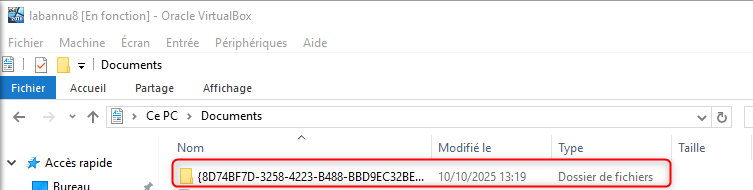 labannu8 [En fonction] - Oracle VirtualBox
Fichier Machine Écran Entrée Périphériques Aide
Documents
Fichier Accueil Partage Affichage
Ce PC > Documents
Nom Modifié le Type Taille
Accès rapide
{8D74BF7D-3258-4223-B488-BBD9EC32BE... 10/10/2025 13:19 Dossier de fichiers
Bureau